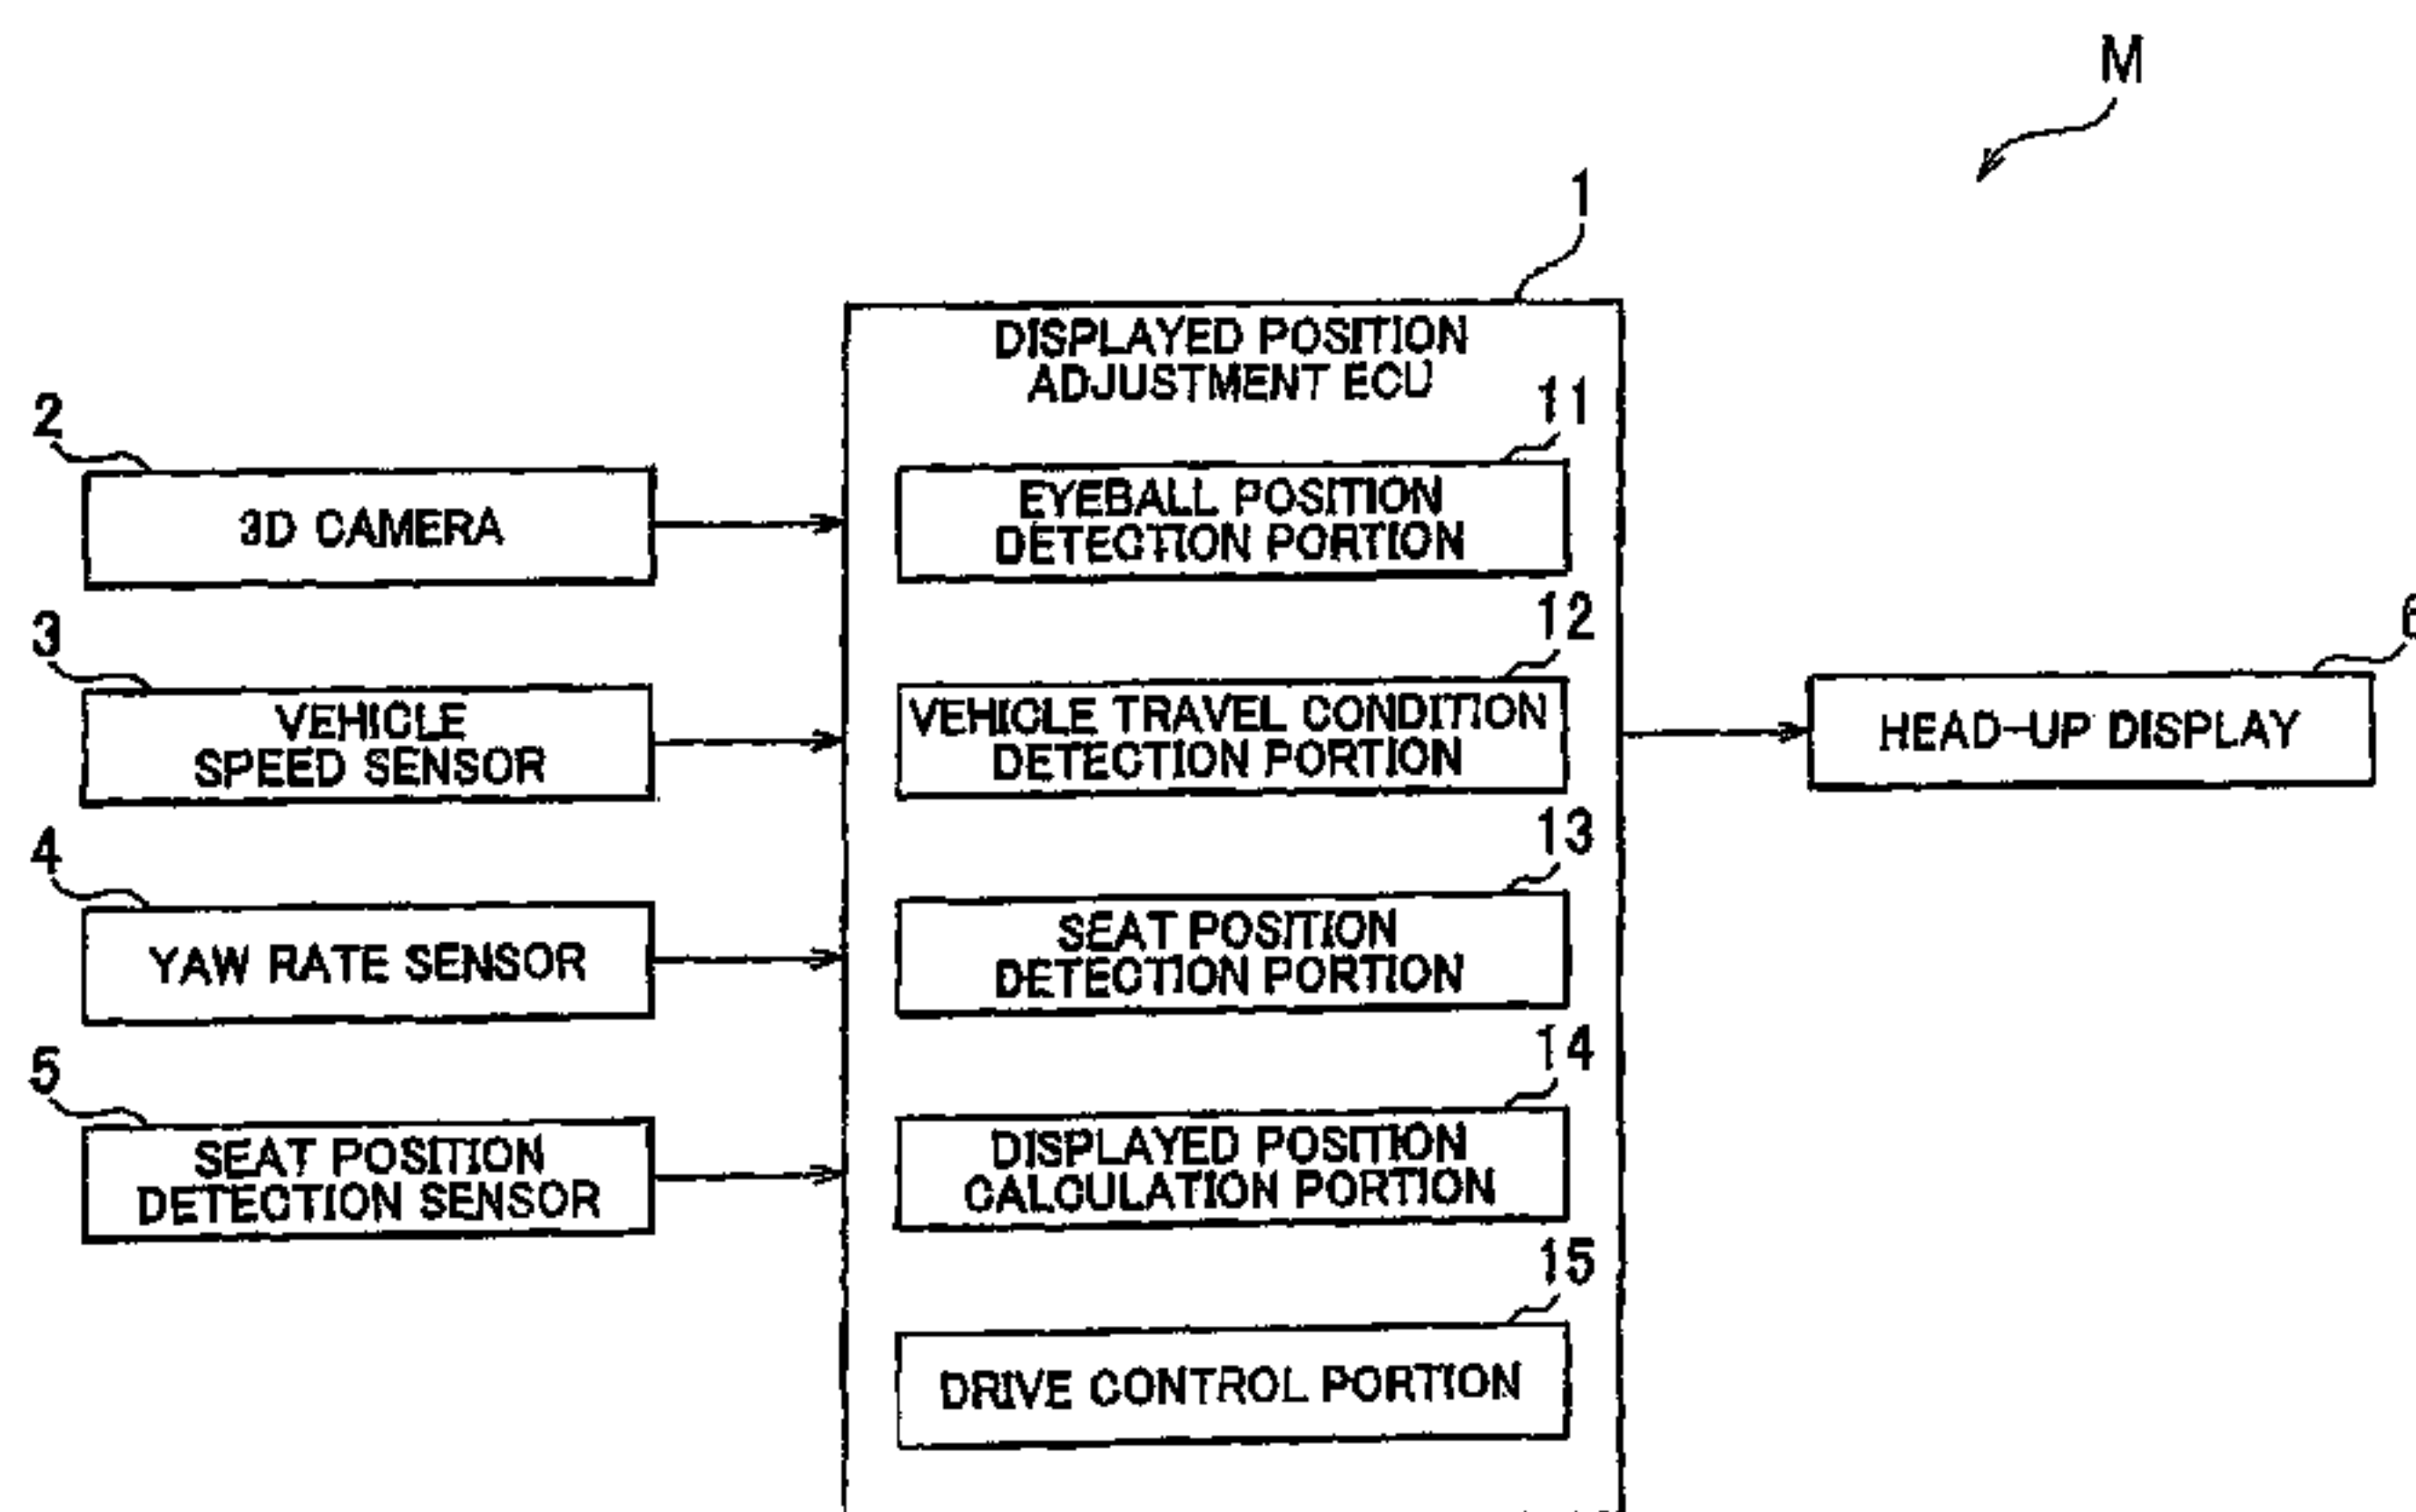 M
1
DISPLAYED POSITION
ADJUSTMENT ECU
2
3D CAMERA
11
EYEBALL POSITION
DETECTION PORTION
3
VEHICLE
SPEED SENSOR
12
VEHICLE TRAVEL CONDITION
DETECTION PORTION
6
HEAD-UP DISPLAY
4
YAW RATE SENSOR
13
SEAT POSITION
DETECTION PORTION
5
SEAT POSITION
DETECTION SENSOR
14
DISPLAYED POSITION
CALCULATION PORTION
15
DRIVE CONTROL PORTION